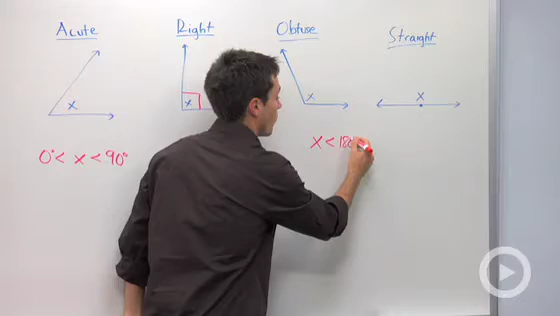 Acute Right Obtuse Straight
x x x x
0° < x < 90° x < 180